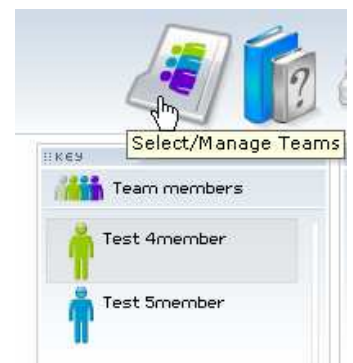 ?
Select/Manage Teams
KEY
Team members
Test 4member
Test 5member